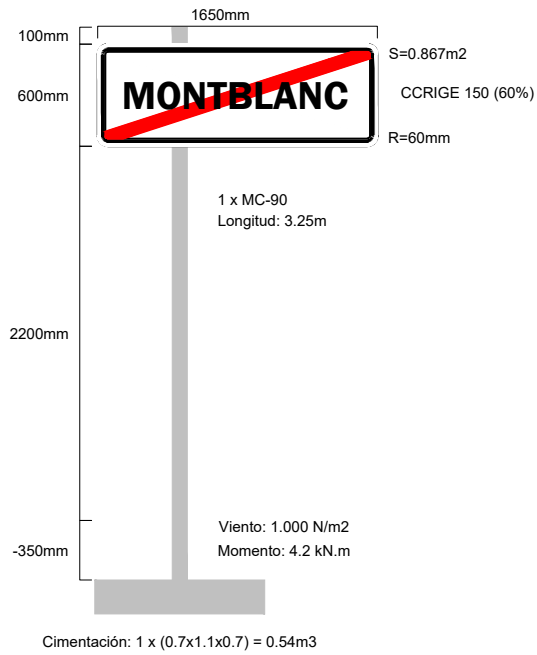 1650mm
100mm
S=0.867m2
600mm
MONTBLANC
CCRIGE 150 (60%)
R=60mm
1 x MC-90
Longitud: 3.25m
2200mm
Viento: 1.000 N/m2
-350mm
Momento: 4.2 kN.m
Cimentación: 1 x (0.7x1.1x0.7) = 0.54m3